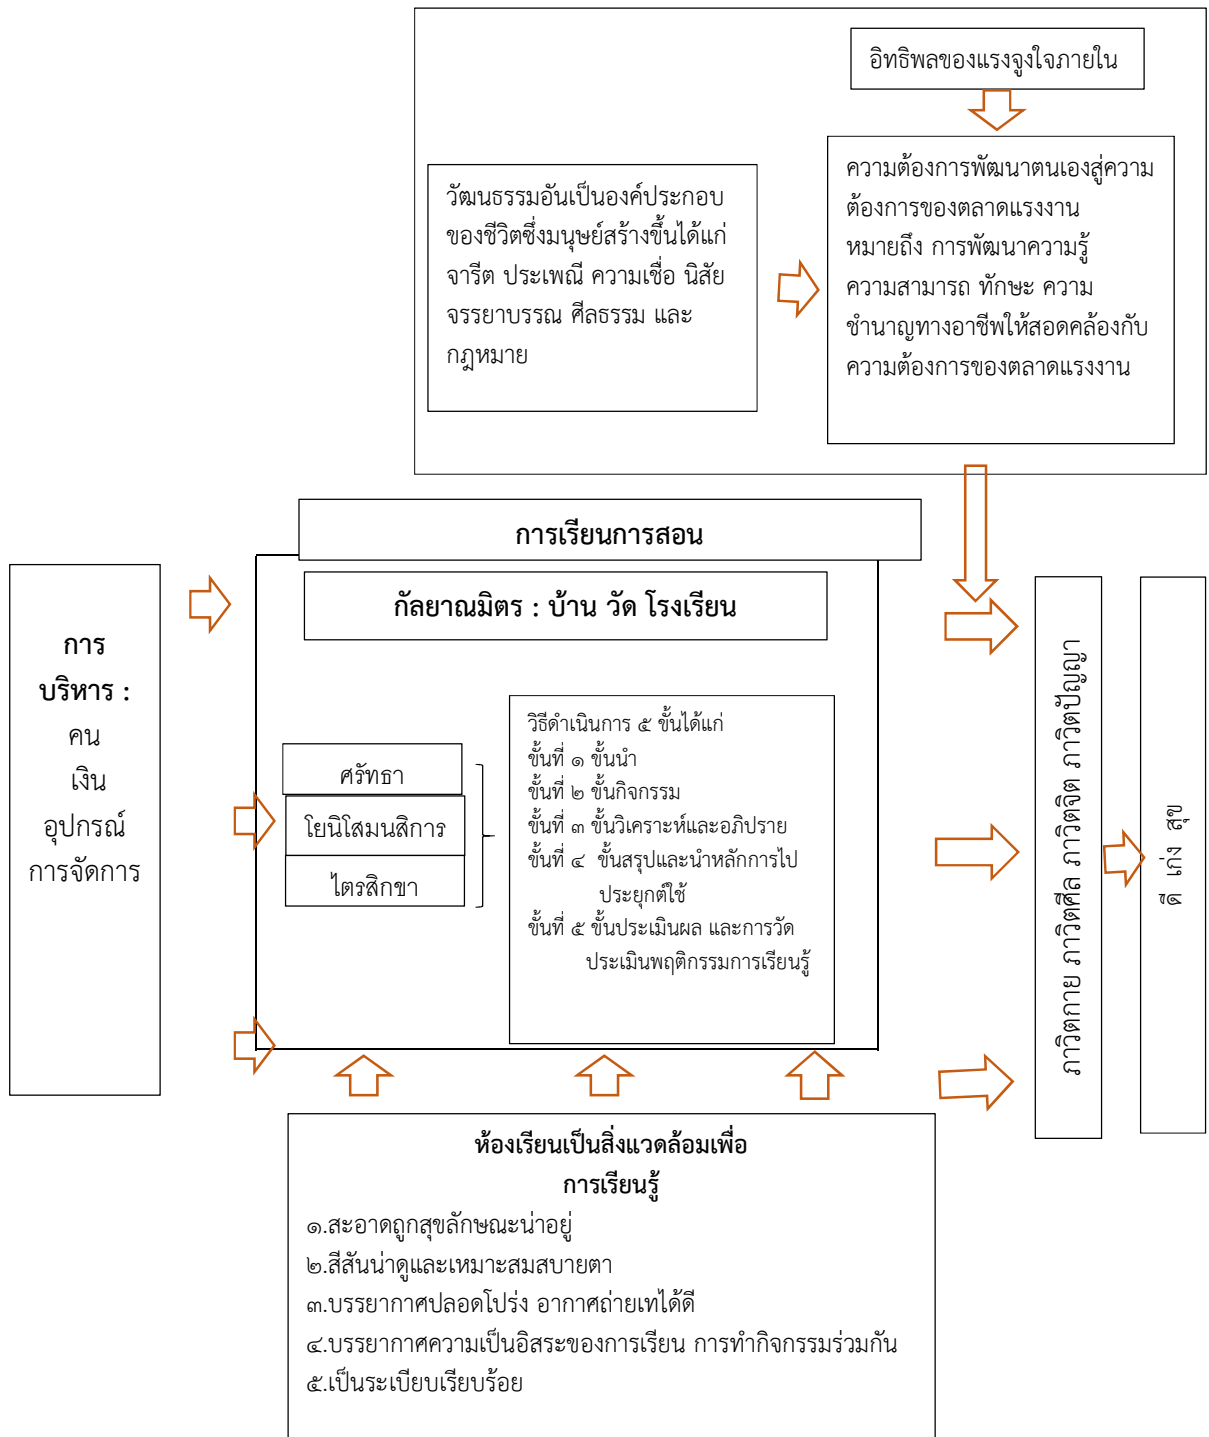 อิทธิพลของแรงจูงใจภายใน
วัฒนธรรมอันเป็นองค์ประกอบ
ของชีวิตซึ่งมนุษย์สร้างขึ้นได้แก่
จารีต ประเพณี ความเชื่อ นิสัย
จรรยาบรรณ ศีลธรรม และ
กฎหมาย
ความต้องการพัฒนาตนเองสู่ความ
ต้องการของตลาดแรงงาน
หมายถึง การพัฒนาความรู้
ความสามารถ ทักษะ ความ
ชำนาญทางอาชีพให้สอดคล้องกับ
ความต้องการของตลาดแรงงาน
การเรียนการสอน
กัลยาณมิตร : บ้าน วัด โรงเรียน
การ
บริหาร :
คน
เงิน
อุปกรณ์
การจัดการ
ศรัทธา
โยนิโสมนสิการ
ไตรสิกขา
วิธีดำเนินการ ๕ ขั้นได้แก่
ขั้นที่ ๑ ขั้นนำ
ขั้นที่ ๒ ขั้นกิจกรรม
ขั้นที่ ๓ ขั้นวิเคราะห์และอภิปราย
ขั้นที่ ๔ ขั้นสรุปและนำหลักการไป
ประยุกต์ใช้
ขั้นที่ ๕ ขั้นประเมินผล และการวัด
ประเมินพฤติกรรมการเรียนรู้
ภาวิตกาย ภาวิตศีล ภาวิตจิต ภาวิตปัญญา
ดี เก่ง สุข
ห้องเรียนเป็นสิ่งแวดล้อมเพื่อ
การเรียนรู้
๑.สะอาดถูกสุขลักษณะน่าอยู่
๒.สีสันน่าดูและเหมาะสมสบายตา
๓.บรรยากาศปลอดโปร่ง อากาศถ่ายเทได้ดี
๔.บรรยากาศความเป็นอิสระของการเรียน การทำกิจกรรมร่วมกัน
๕.เป็นระเบียบเรียบร้อย